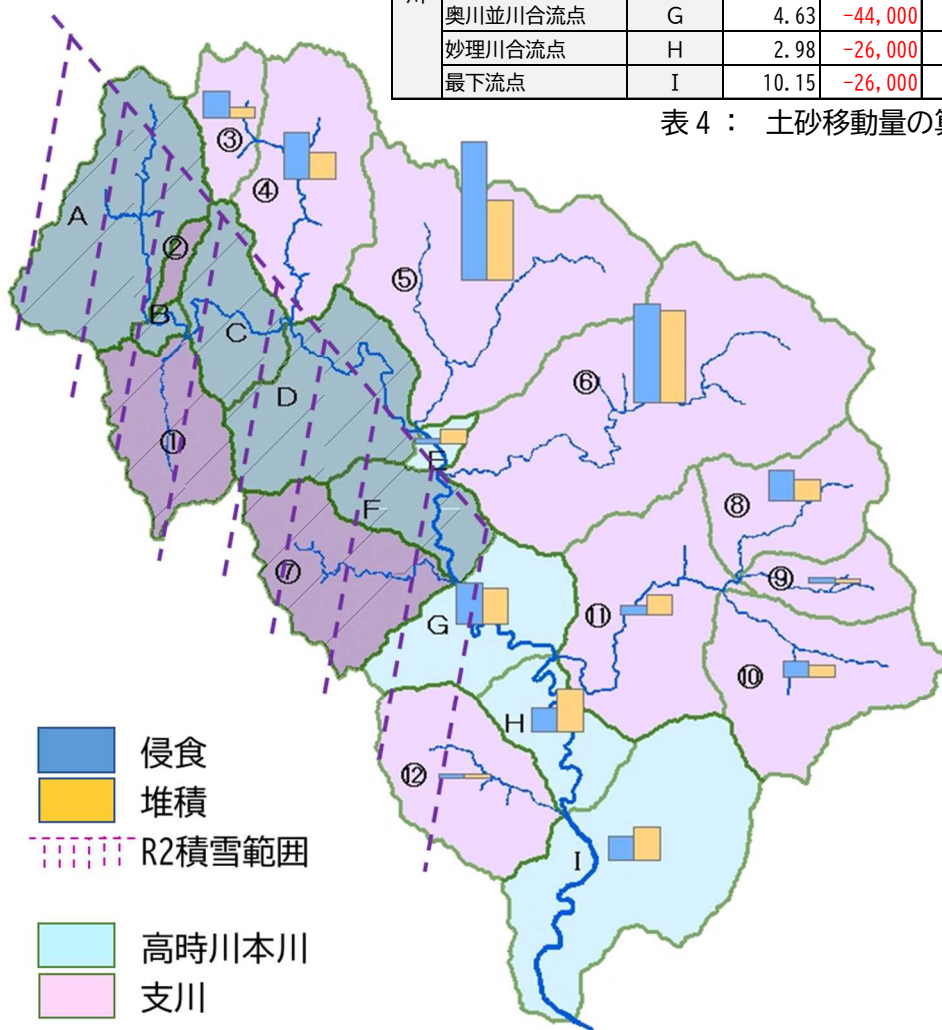 奥川並川合流点 G 4.63 -44,000
妙理川合流点 H 2.98 -26,000
最下流点 I 10.15 -26,000
表4： 土砂移動量の
③
④
A
②
⑤
B
C
⑥
D
①
E
⑧
F
⑦
⑨
⑪
G
⑩
H
⑫
I
侵食
堆積
R2積雪範囲
高時川本川
支川